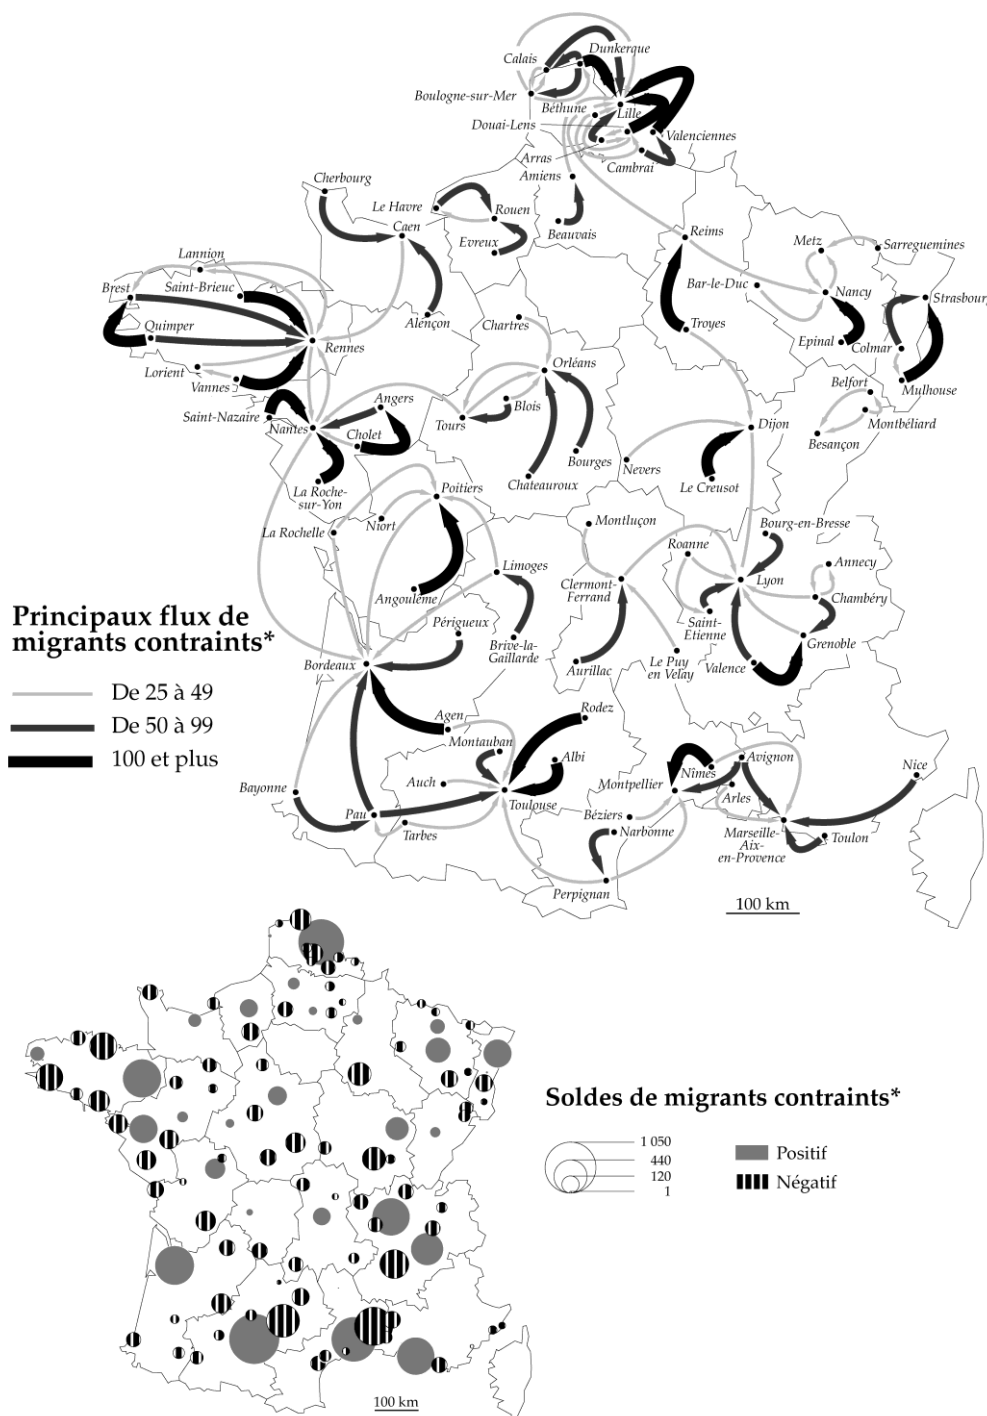 Dunkerque
Calais
Boulogne-sur-Mer
Béthune
Lille
Douai-Lens
Valenciennes
Arras
Cambrai
Amiens
Cherbourg
Le Havre
Rouen
Caen
Beauvais
Reims
Evreux
Metz
Sarreguemines
Lannion
Brest
Saint-Brieuc
Bar-le-Duc
Nancy
Strasbour
Alençon
Chartres
Troyes
Quimper
Rennes
Epinal
Colmar
Orléans
Lorient
Vannes
Mulhouse
Belfort
Saint-Nazaire
Angers
Blois
Tours
Montbéliard
Nantes
Cholet
Dijon
Besançon
Bourges
Nevers
Chateauroux
Le Creusot
La Roche-
sur-Yon
Poitiers
Niort
La Rochelle
Montluçon
Bourg-en-Bresse
Roanne
Annecy
Limoges
Clermont-
Ferrand
Lyon
Angoulême
Chambéry
Périgueux
Saint-
Etienne
Brive-la-
Gaillarde
Grenoble
Bordeaux
Aurillac
Le Puy
en Velay
Valence
Principaux flux de
migrants contraints*
De 25 à 49
De 50 à 99
100 et plus
Agen
Rodez
Montauban
Albi
Avignon
Nîmes
Nice
Bayonne
Auch
Montpellier
Arles
Pau
Toulouse
Béziers
Tarbes
Narbonne
Marseille-
Aix-
en-Provence
Toulon
Perpignan
100 km
Soldes de migrants contraints*
1 050
440
120
1
Positif
Négatif
100 km